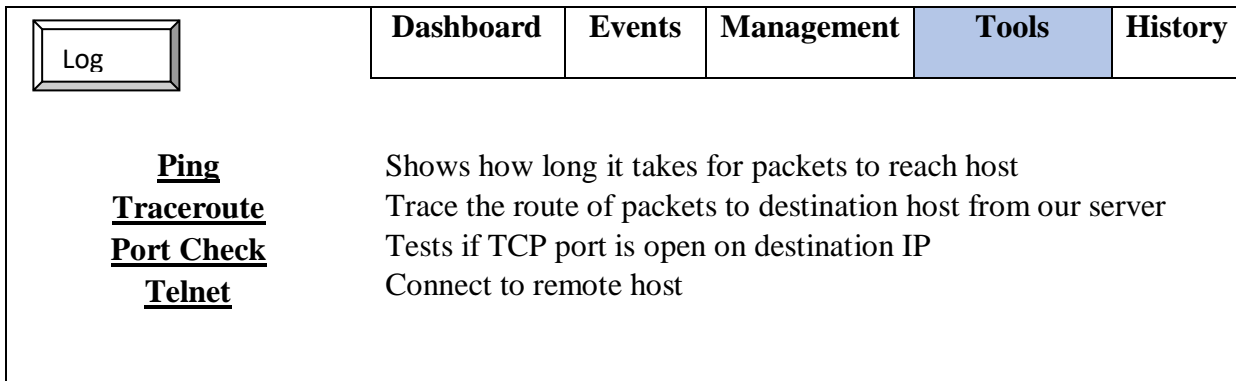 Log
Dashboard Events Management Tools History
Ping Shows how long it takes for packets to reach host
Traceroute Trace the route of packets to destination host from our server
Port Check Tests if TCP port is open on destination IP
Telnet Connect to remote host